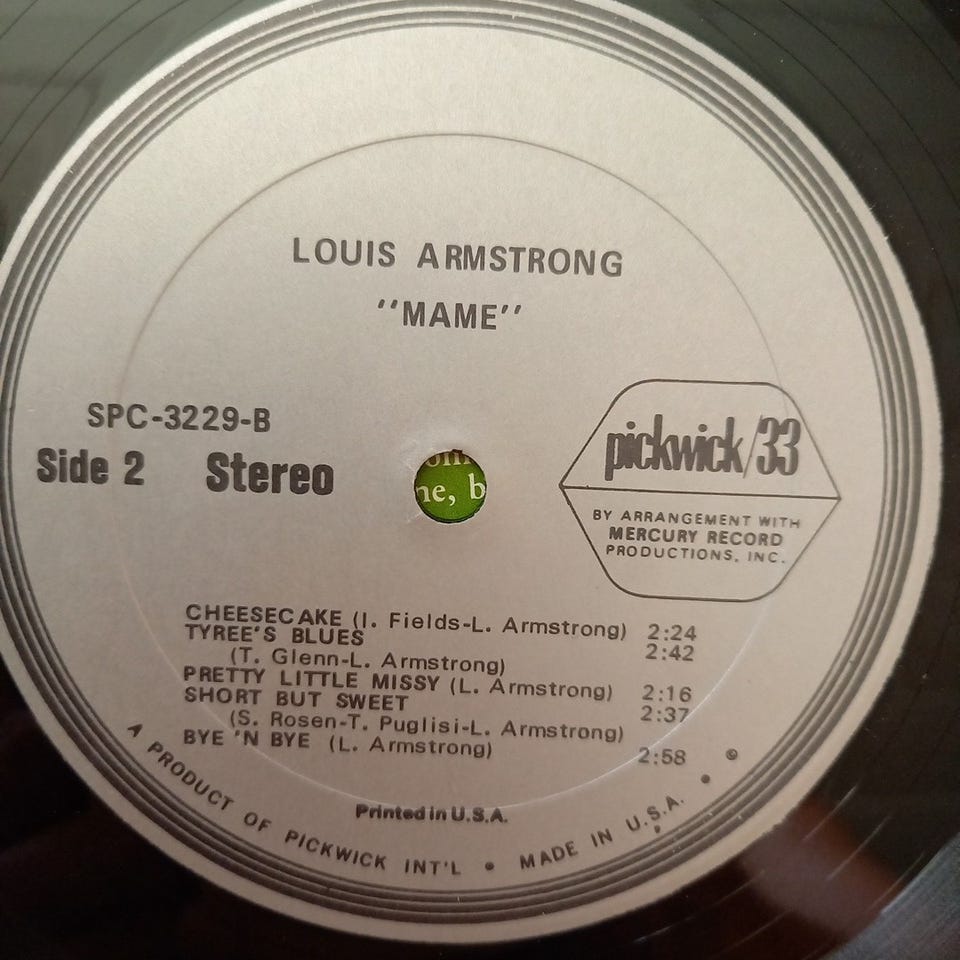 LOUIS ARMSTRONG
"MAME"
SPC-3229-B
Side 2 Stereo
he, b
pickwick/33
BY ARRANGEMENT WITH
MERCURY RECORD
PRODUCTIONS, INC.
CHEESECAKE (I. Fields-L. Armstrong) 2:24
TYREE'S BLUES 2:42
(T. Glenn-L. Armstrong)
PRETTY LITTLE MISSY (L. Armstrong) 2:16
SHORT BUT SWEET 2:37
(S. Rosen-T. Puglisi-L. Armstrong)
BYE 'N BYE (L. Armstrong) 2:58
Printed in U.S.A.
A PRODUCT OF PICKWICK INT'L • MADE IN U.S.A. •